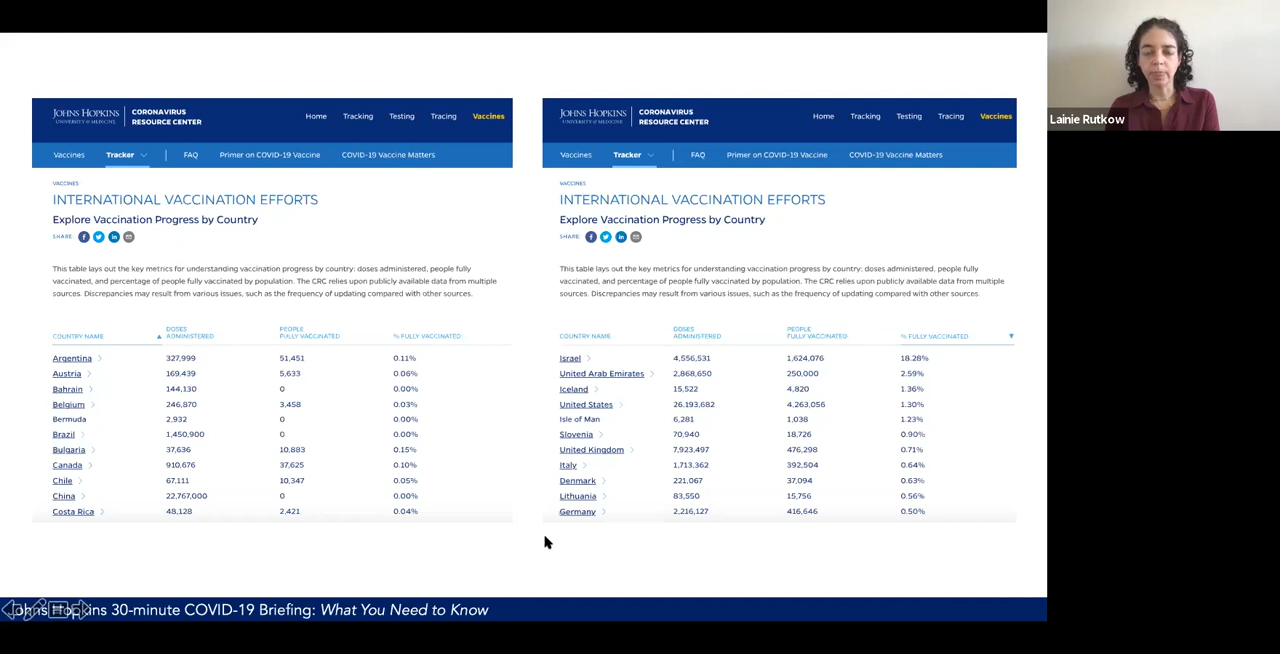 JOHNS HOPKINS
UNIVERSITY & MEDICINE
CORONAVIRUS
RESOURCE CENTER
Home Tracking Testing Tracing Vaccines
Vaccines Tracker FAQ Primer on COVID-19 Vaccine COVID-19 Vaccine Matters
VACCINES
INTERNATIONAL VACCINATION EFFORTS
Explore Vaccination Progress by Country
SHARE:
This table lays out the key metrics for understanding vaccination progress by country: doses administered, people fully
vaccinated, and percentage of people fully vaccinated by population. The CRC relies upon publicly available data from multiple
sources. Discrepancies may result from various issues, such as the frequency of updating compared with other sources.
COUNTRY NAME DOSES ADMINISTERED PEOPLE FULLY VACCINATED % FULLY VACCINATED
Argentina 327,999 51,451 0.11%
Austria 169,439 5,633 0.06%
Bahrain 144,130 0 0.00%
Belgium 246,870 3,458 0.03%
Bermuda 2,932 0 0.00%
Brazil 1,450,900 0 0.00%
Bulgaria 37,636 10,883 0.15%
Canada 910,676 37,625 0.10%
Chile 67,111 10,347 0.05%
China 22,767,000 0 0.00%
Costa Rica 48,128 2,421 0.04%
JOHNS HOPKINS
UNIVERSITY & MEDICINE
CORONAVIRUS
RESOURCE CENTER
Home Tracking Testing Tracing Vaccines
Vaccines Tracker FAQ Primer on COVID-19 Vaccine COVID-19 Vaccine Matters
VACCINES
INTERNATIONAL VACCINATION EFFORTS
Explore Vaccination Progress by Country
SHARE:
This table lays out the key metrics for understanding vaccination progress by country: doses administered, people fully
vaccinated, and percentage of people fully vaccinated by population. The CRC relies upon publicly available data from multiple
sources. Discrepancies may result from various issues, such as the frequency of updating compared with other sources.
COUNTRY NAME DOSES ADMINISTERED PEOPLE FULLY VACCINATED % FULLY VACCINATED
Israel 4,556,531 1,624,076 18.28%
United Arab Emirates 2,868,650 250,000 2.59%
Iceland 15,522 4,820 1.36%
United States 26,193,682 4,263,056 1.30%
Isle of Man 6,281 1,038 1.23%
Slovenia 70,940 18,726 0.90%
United Kingdom 7,923,497 476,298 0.71%
Italy 1,713,362 392,504 0.64%
Denmark 221,067 37,094 0.63%
Lithuania 83,550 15,756 0.56%
Germany 2,216,127 416,646 0.50%
Lainie Rutkow
Johns Hopkins 30-minute COVID-19 Briefing: What You Need to Know